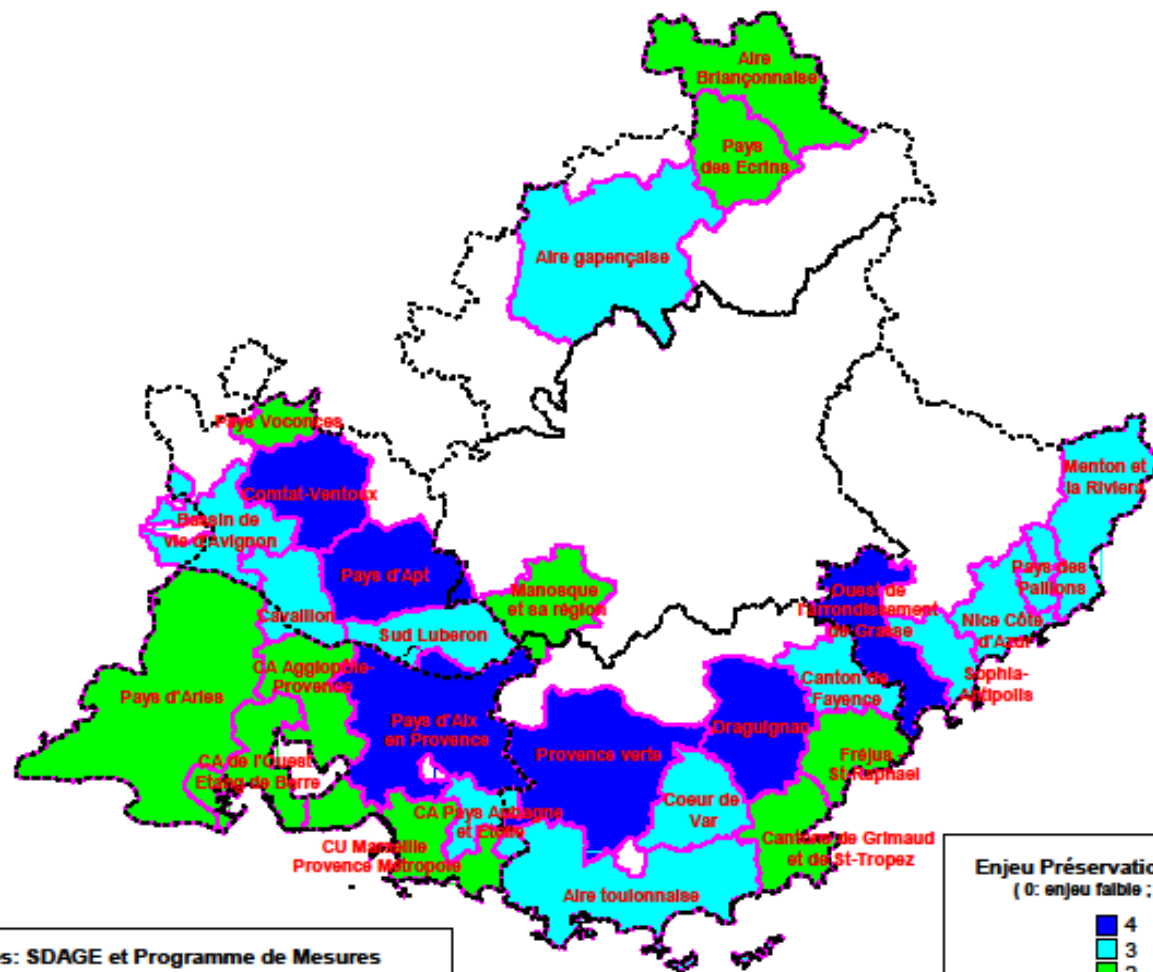 Aire
Briançonnaise
Pays
des Ecrins
Aire gapençaise
Pays Voconces
Comtat-Ventoux
Bassin de
vie d'Avignon
Pays d'Apt
Cavaillon
Sud Luberon
Manosque
et sa région
Menton et
la Riviera
Pays des
Paillons
Ouest de
l'arrondissement
de Grasse
Nice Côte
d'Azur
Sophia-
Antipolis
Canton de
Fayence
CA Agglopole-
Provence
Pays d'Arles
Pays d'Aix
en Provence
Provence verte
Draguignan
Fréjus
St-Raphael
CA de l'Ouest
Etang de Berre
CA Pays Aubagne
et Etoile
Coeur de
Var
CU Marseille
Provence Métropole
Cantons de Grimaud
et de St-Tropez
Aire toulonnaise
Enjeu Préservatio
( 0: enjeu faible ;
4
3
2
es: SDAGE et Programme de Mesures